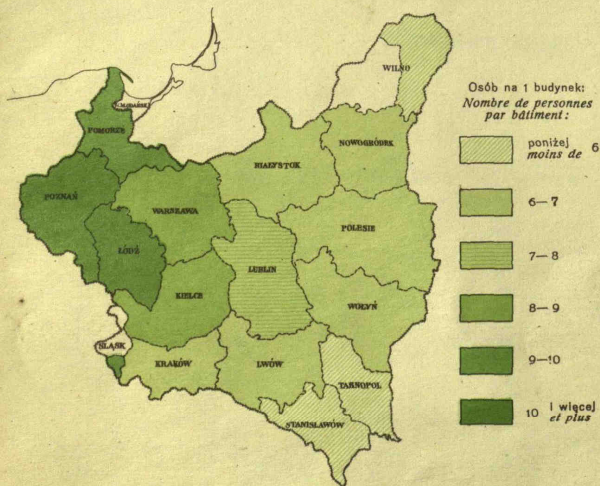 WILNO
POMORZE
NOWOGRÓDEK
BIAŁYSTOK
POZNAŃ
WARSZAWA
POLESIE
ŁÓDŹ
LUBLIN
KIELCE
WOŁYŃ
ŚLĄSK
KRAKÓW
LWÓW
TARNOPOL
STANISŁAWÓW
Osób na 1 budynek:
Nombre de personnes
par bâtiment:
poniżej 6
moins de
6—7
7—8
8—9
9—10
10 i więcej
et plus